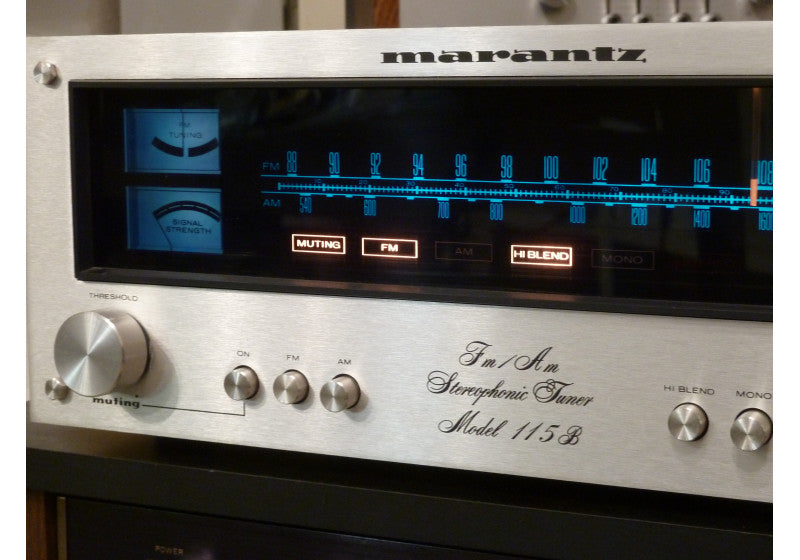 marantz
FM TUNING
SIGNAL STRENGTH
FM 88 90 92 94 96 98 100 102 104 106 108
AM 540 600 700 800 1000 1200 1400 1600
MUTING FM AM HI BLEND MONO
THRESHOLD
muting
ON FM AM
Fm/Am
Stereophonic Tuner
Model 115B
HI BLEND MONO
POWER